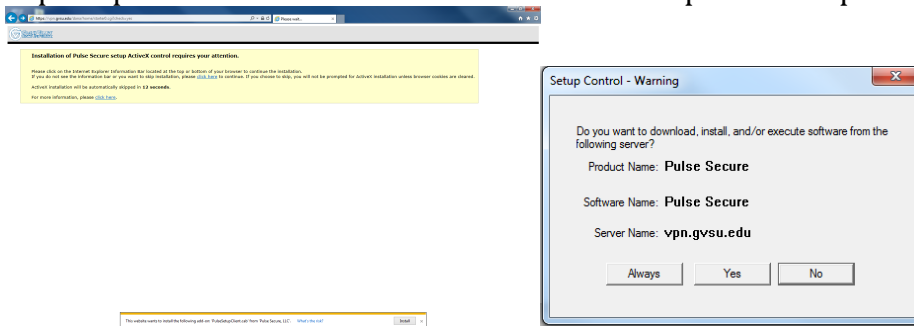 Please wait...
Installation of Pulse Secure setup ActiveX control requires your attention.
Please click on the Internet Explorer Information Bar located at the top or bottom of your browser to continue the installation.
If you do not see the information bar or you want to skip installation, please click here to continue. If you choose to skip, you will not be prompted for ActiveX installation unless browser cookies are cleared.
ActiveX installation will be automatically skipped in 12 seconds.
For more information, please click here.
This website wants to install the following add-on: 'PulseSetupClient.cab' from 'Pulse Secure, LLC'. What's the risk? Install
Setup Control - Warning
Do you want to download, install, and/or execute software from the
following server?
Product Name: Pulse Secure
Software Name: Pulse Secure
Server Name: vpn.gvsu.edu
Always Yes No